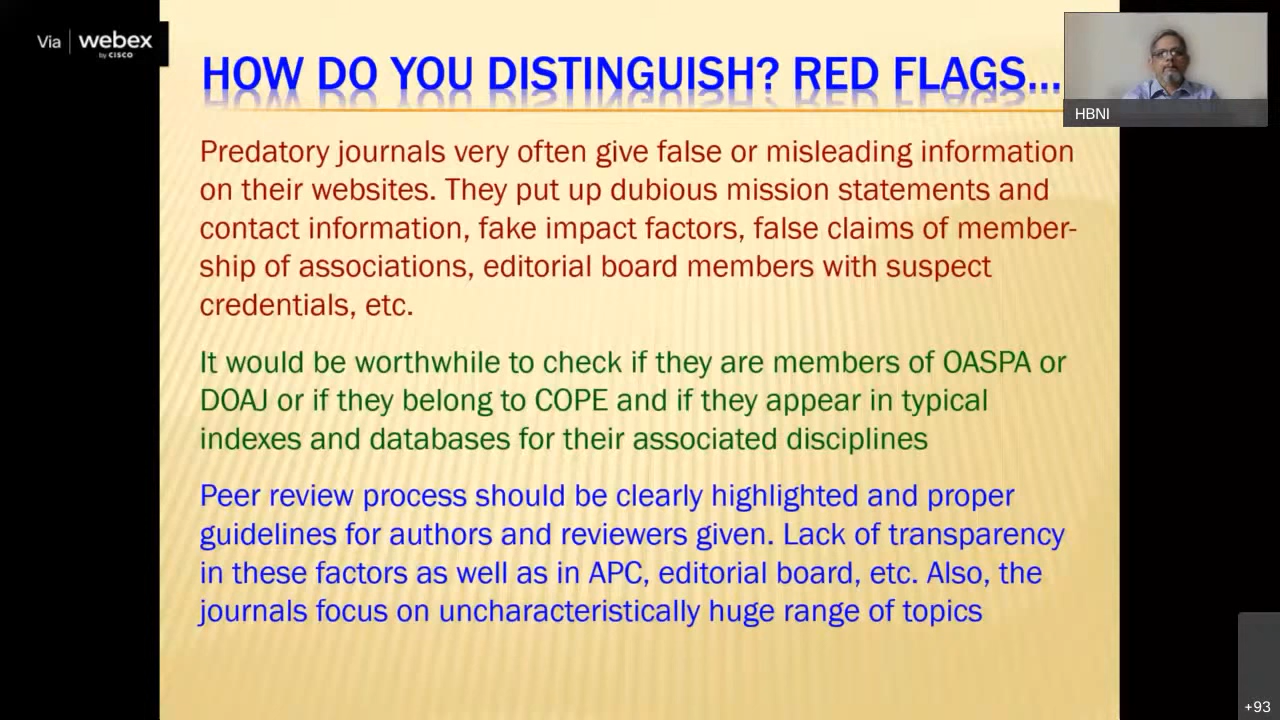 Via webex
by CISCO
HOW DO YOU DISTINGUISH? RED FLAGS...
HBNI
Predatory journals very often give false or misleading information
on their websites. They put up dubious mission statements and
contact information, fake impact factors, false claims of member-
ship of associations, editorial board members with suspect
credentials, etc.
It would be worthwhile to check if they are members of OASPA or
DOAJ or if they belong to COPE and if they appear in typical
indexes and databases for their associated disciplines
Peer review process should be clearly highlighted and proper
guidelines for authors and reviewers given. Lack of transparency
in these factors as well as in APC, editorial board, etc. Also, the
journals focus on uncharacteristically huge range of topics
+93